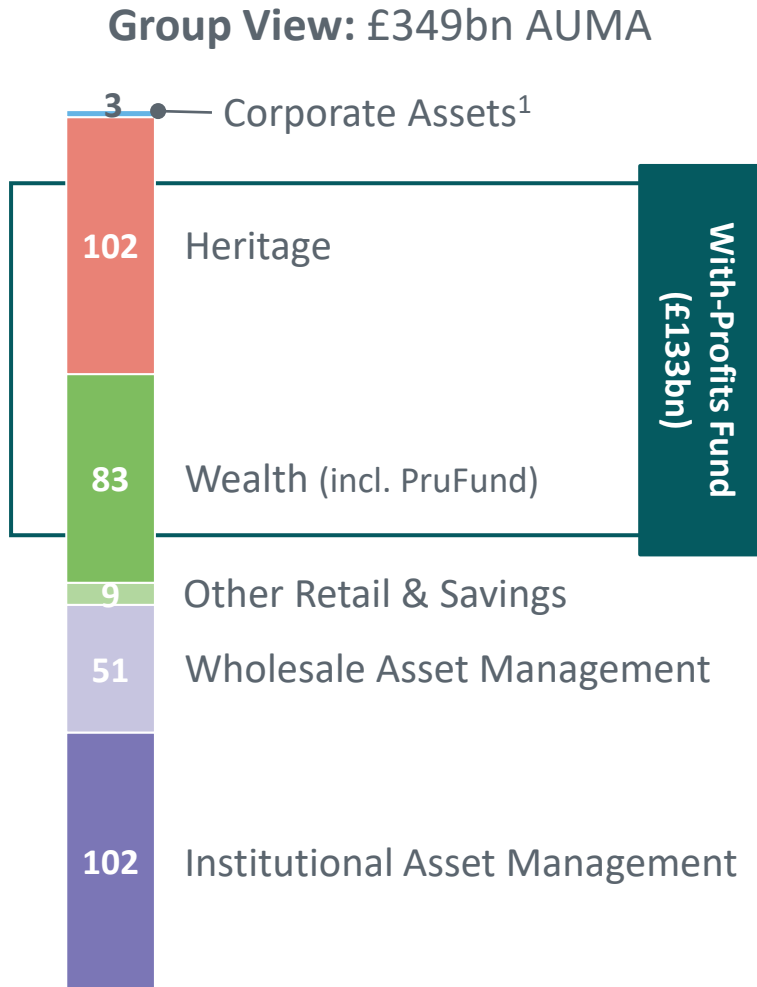 Group View: £349bn AUMA
3
Corporate Assets¹
102
Heritage
83
Wealth (incl. PruFund)
9
Other Retail & Savings
51
Wholesale Asset Management
102
Institutional Asset Management
With-Profits Fund
(£133bn)